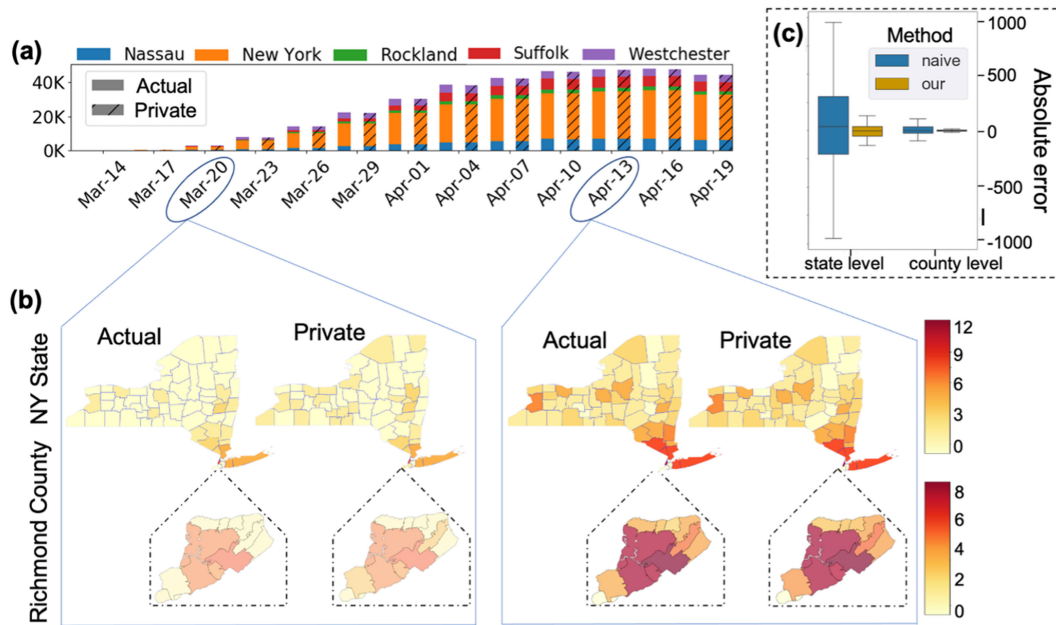 (a)
Nassau New York Rockland Suffolk Westchester
40K
20K
0K
Actual
Private
Mar-14 Mar-17 Mar-20 Mar-23 Mar-26 Mar-29 Apr-01 Apr-04 Apr-07 Apr-10 Apr-13 Apr-16 Apr-19
(c)
Method
naive
our
1000
500
0
-500
-1000
Absolute error
state level county level
(b)
NY State
Richmond County
Actual Private
Actual Private
12
9
6
3
0
8
6
4
2
0